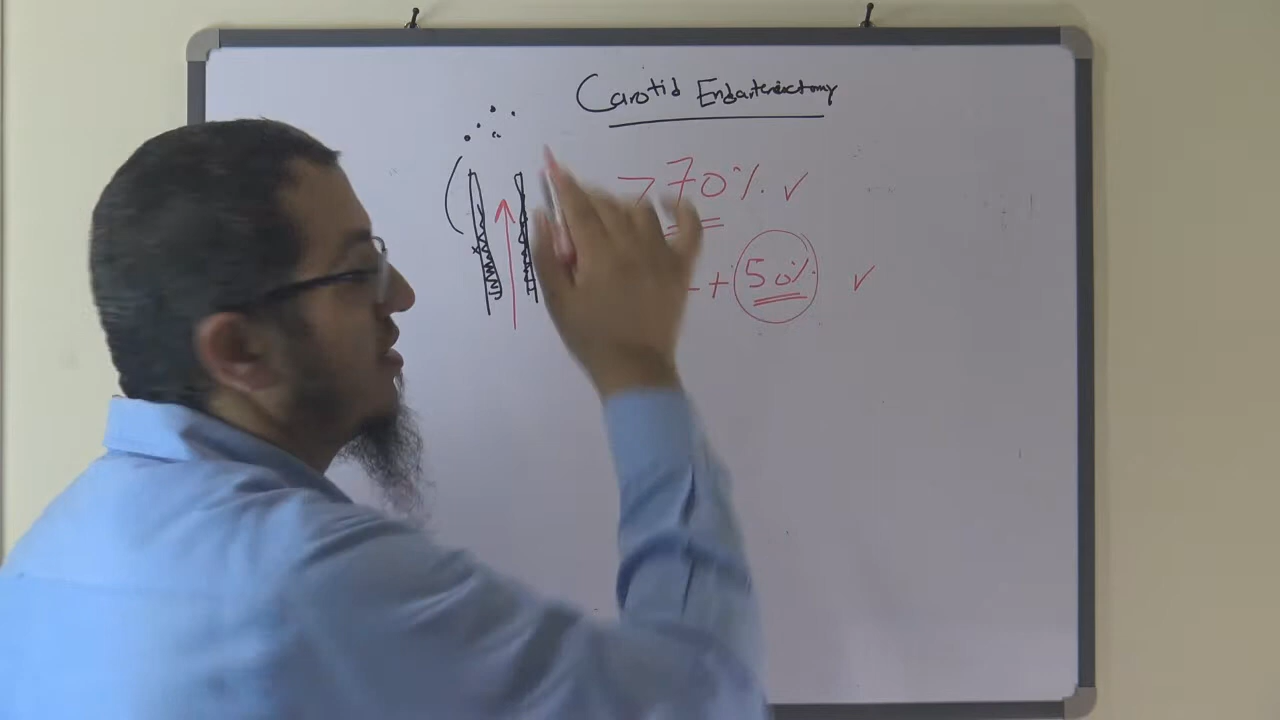 Carotid Endarterectomy
>70% ✓
+ 50% ✓